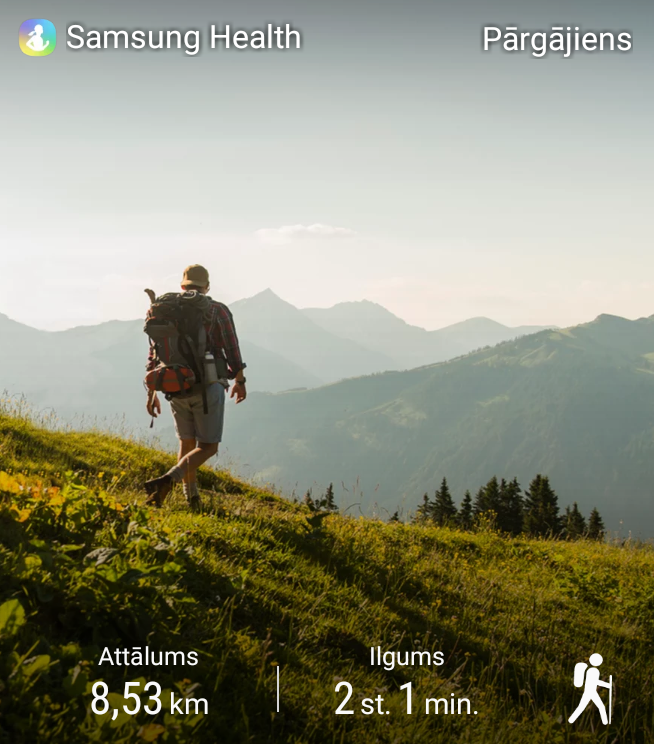 Samsung Health
Pārgājiens
Attālums
8,53 km
Ilgums
2 st. 1 min.